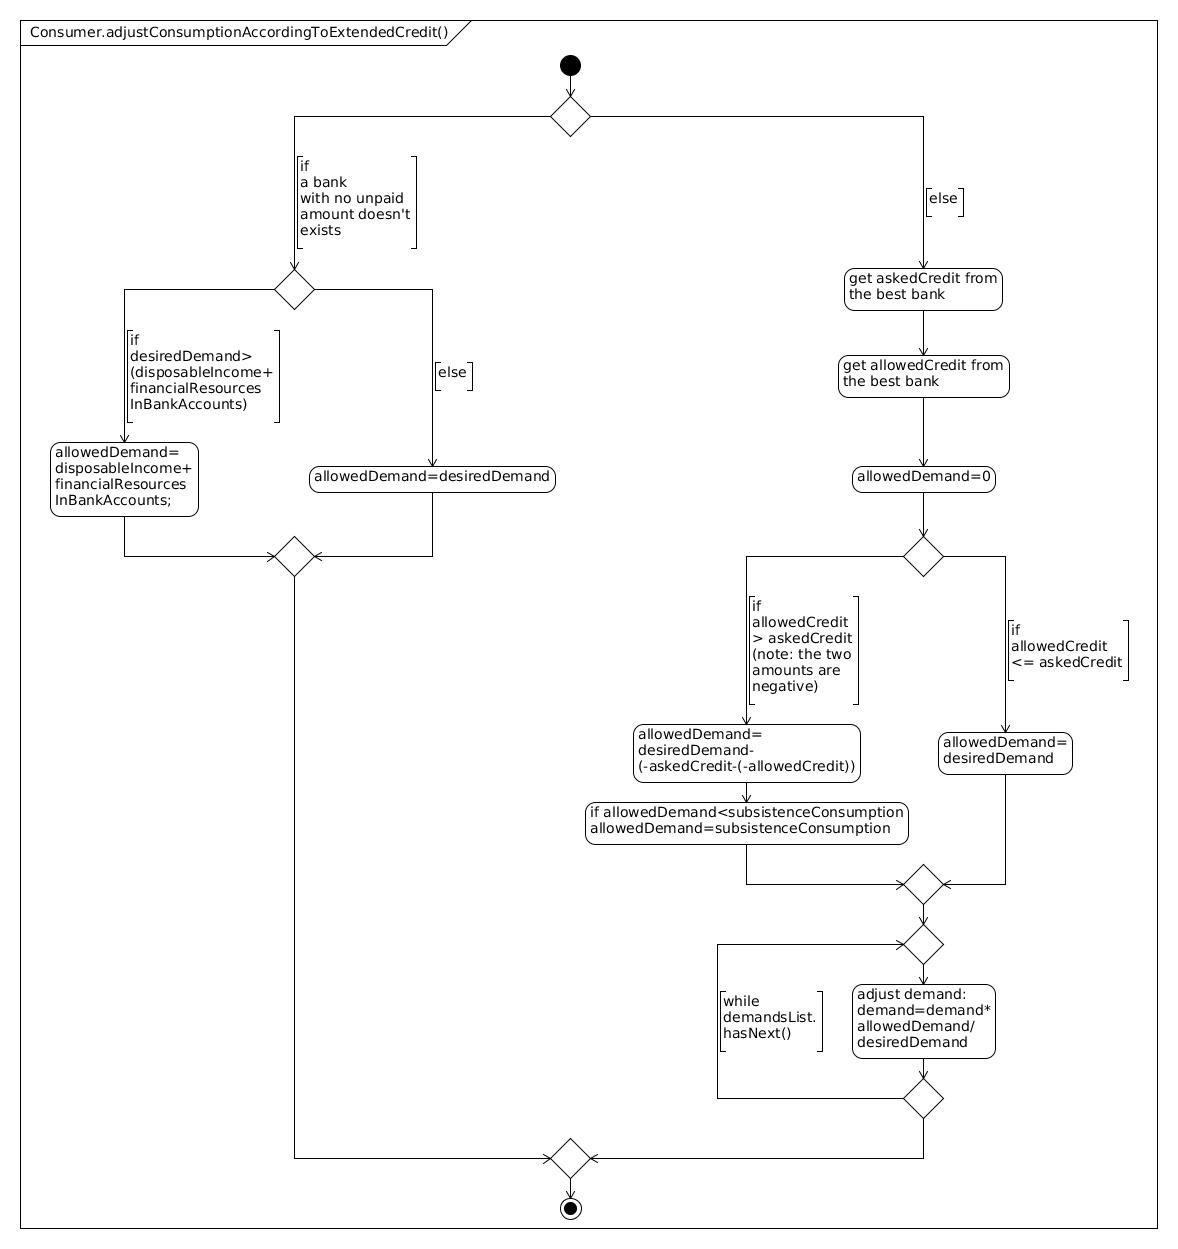 Consumer.adjustConsumptionAccordingToExtendedCredit()
if
a bank
with no unpaid
amount doesn't
exists
else
get askedCredit from
the best bank
if
desiredDemand>
(disposableIncome+
financialResources
InBankAccounts)
else
get allowedCredit from
the best bank
allowedDemand=
disposableIncome+
financialResources
InBankAccounts;
allowedDemand=desiredDemand
allowedDemand=0
if
allowedCredit
> askedCredit
(note: the two
amounts are
negative)
if
allowedCredit
<= askedCredit
allowedDemand=
desiredDemand-
(-askedCredit-(-allowedCredit))
allowedDemand=
desiredDemand
if allowedDemand<subsistenceConsumption
allowedDemand=subsistenceConsumption
while
demandsList.
hasNext()
adjust demand:
demand=demand*
allowedDemand/
desiredDemand